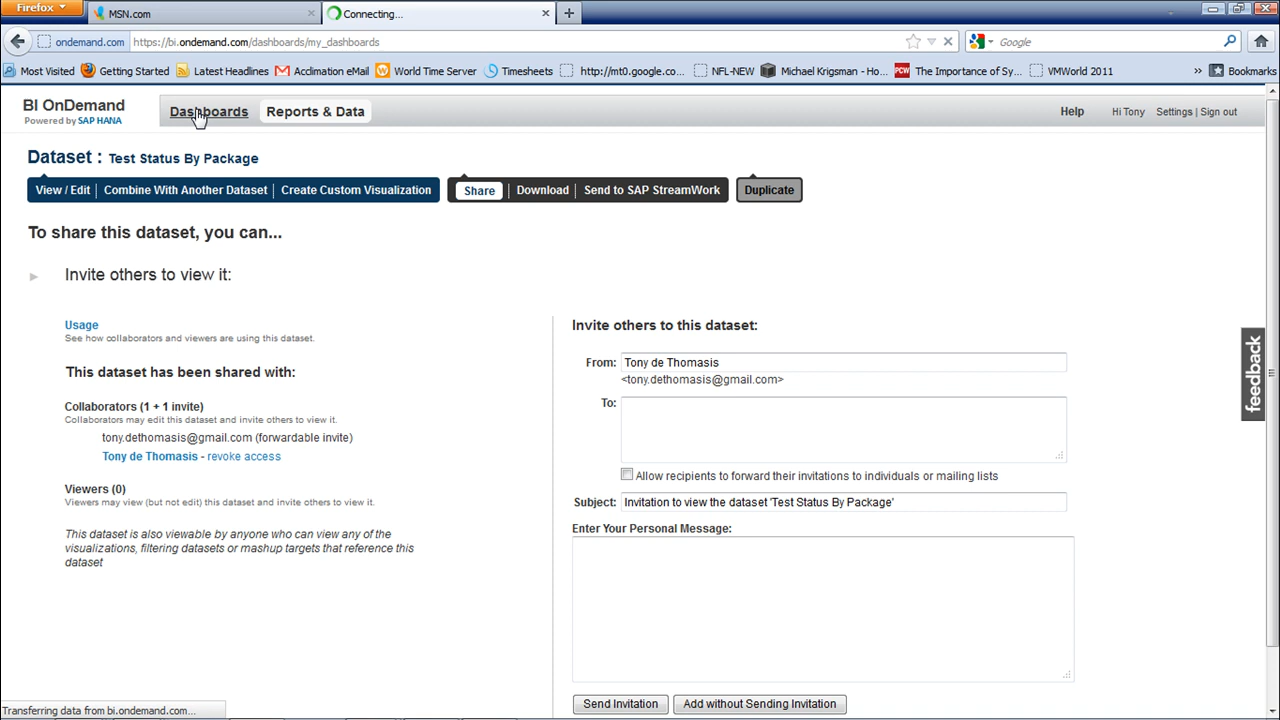 Firefox
MSN.com
Connecting...
ondemand.com
https://bi.ondemand.com/dashboards/my_dashboards
Google
Most Visited
Getting Started
Latest Headlines
Acclimation eMail
World Time Server
Timesheets
http://mt0.google.co...
NFL-NEW
Michael Krigsman - Ho...
The Importance of Sy...
VMWorld 2011
»
Bookmarks
BI OnDemand
Powered by SAP HANA
Dashboards
Reports & Data
Help
Hi Tony
Settings | Sign out
Dataset : Test Status By Package
View / Edit | Combine With Another Dataset | Create Custom Visualization
Share | Download | Send to SAP StreamWork
Duplicate
To share this dataset, you can...
Invite others to view it:
Usage
See how collaborators and viewers are using this dataset.
This dataset has been shared with:
Collaborators (1 + 1 invite)
Collaborators may edit this dataset and invite others to view it.
tony.dethomasis@gmail.com (forwardable invite)
Tony de Thomasis - revoke access
Viewers (0)
Viewers may view (but not edit) this dataset and invite others to view it.
This dataset is also viewable by anyone who can view any of the
visualizations, filtering datasets or mashup targets that reference this
dataset
Invite others to this dataset:
From: Tony de Thomasis
<tony.dethomasis@gmail.com>
To:
Allow recipients to forward their invitations to individuals or mailing lists
Subject: Invitation to view the dataset 'Test Status By Package'
Enter Your Personal Message:
Send Invitation
Add without Sending Invitation
feedback
Transferring data from bi.ondemand.com...